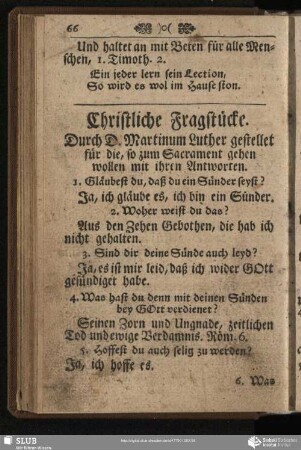 66
Und haltet an mit Beten für alle Men-
schen, 1. Timoth. 2.
Ein jeder lern sein Lection,
So wird es wol im Hause ston.
Christliche Fragstücke.
Durch D. Martinum Luther gestellet
für die, so zum Sacrament gehen
wollen mit ihren Antworten.
1. Gläubest du, daß du ein Sünder seyst?
Ja, ich gläube es, ich bin ein Sünder.
2. Woher weist du das?
Aus den Zehen Gebothen, die hab ich
nicht gehalten.
3. Sind dir deine Sünde auch leyd?
Ja, es ist mir leid, daß ich wider GOtt
gesündiget habe.
4. Was hast du denn mit deinen Sünden
bey GOtt verdienet?
Seinen Zorn und Ungnade, zeitlichen
Tod und ewige Verdamnis. Röm. 6.
5. Hoffest du auch selig zu werden?
Ja, ich hoffe es.
6. Was
SLUB
Wir führen Wissen.